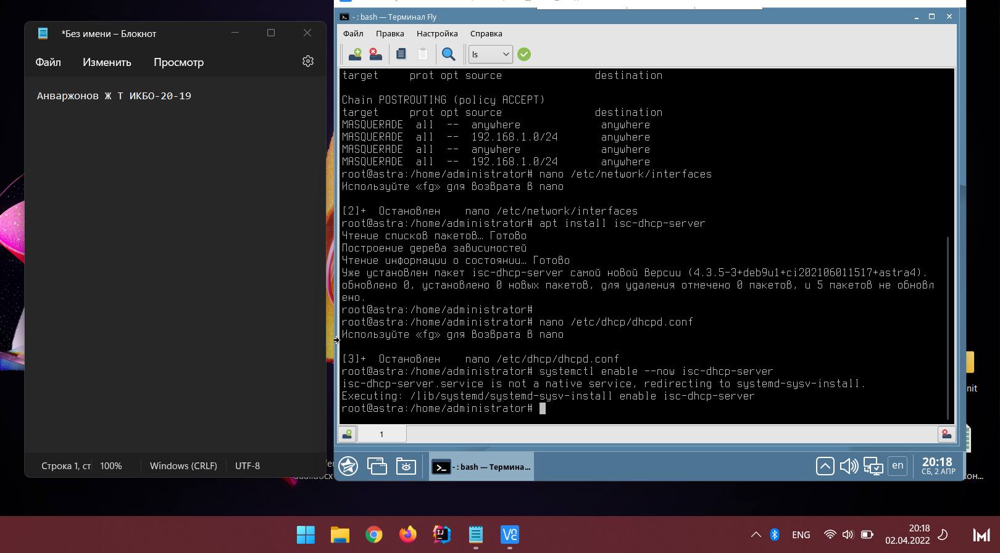 *Без имени – Блокнот
Файл Изменить Просмотр
Анваржонов Ж Т ИКБО-20-19
Строка 1, ст 100% Windows (CRLF) UTF-8
- : bash — Терминал Fly
Файл Правка Настройка Справка
ls
target prot opt source destination
Chain POSTROUTING (policy ACCEPT)
target prot opt source destination
MASQUERADE all -- anywhere anywhere
MASQUERADE all -- 192.168.1.0/24 anywhere
MASQUERADE all -- anywhere anywhere
MASQUERADE all -- 192.168.1.0/24 anywhere
root@astra:/home/administrator# nano /etc/network/interfaces
Используйте «fg» для возврата в nano
[2]+ Остановлен nano /etc/network/interfaces
root@astra:/home/administrator# apt install isc-dhcp-server
Чтение списков пакетов… Готово
Построение дерева зависимостей
Чтение информации о состоянии… Готово
Уже установлен пакет isc-dhcp-server самой новой версии (4.3.5-3+deb9u1+ci202106011517+astra4).
обновлено 0, установлено 0 новых пакетов, для удаления отмечено 0 пакетов, и 5 пакетов не обновл
ено.
root@astra:/home/administrator#
root@astra:/home/administrator# nano /etc/dhcp/dhcpd.conf
Используйте «fg» для возврата в nano
[3]+ Остановлен nano /etc/dhcp/dhcpd.conf
root@astra:/home/administrator# systemctl enable --now isc-dhcp-server
isc-dhcp-server.service is not a native service, redirecting to systemd-sysv-install.
Executing: /lib/systemd/systemd-sysv-install enable isc-dhcp-server
root@astra:/home/administrator#
1
- : bash — Термина...
en
20:18
СБ, 2 АПР
nit
он...
ENG
20:18
02.04.2022